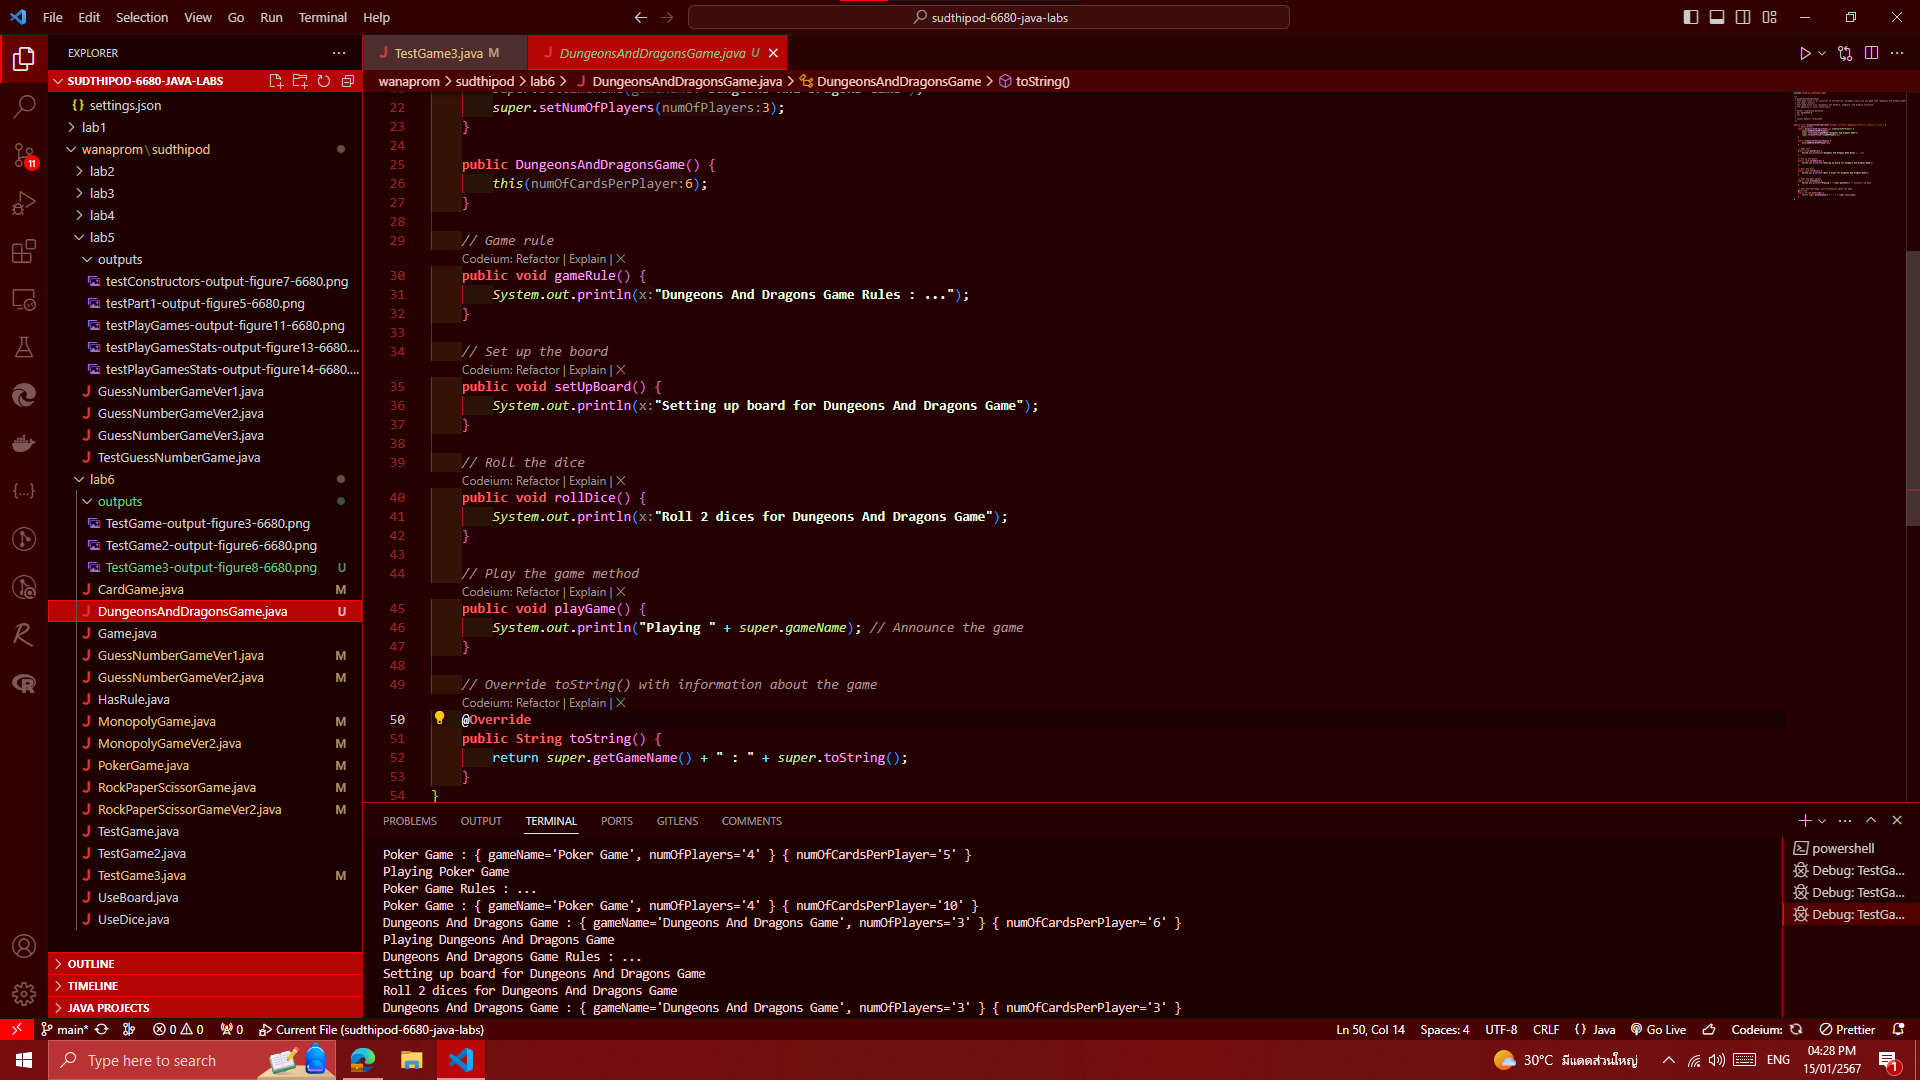 File Edit Selection View Go Run Terminal Help
sudthipod-6680-java-labs
EXPLORER
SUDTHIPOD-6680-JAVA-LABS
{} settings.json
lab1
wanaprom \ sudthipod
lab2
lab3
lab4
lab5
outputs
testConstructors-output-figure7-6680.png
testPart1-output-figure5-6680.png
testPlayGames-output-figure11-6680.png
testPlayGamesStats-output-figure13-6680....
testPlayGamesStats-output-figure14-6680....
J GuessNumberGameVer1.java
J GuessNumberGameVer2.java
J GuessNumberGameVer3.java
J TestGuessNumberGame.java
lab6
outputs
TestGame-output-figure3-6680.png
TestGame2-output-figure6-6680.png
TestGame3-output-figure8-6680.png U
J CardGame.java M
J DungeonsAndDragonsGame.java U
J Game.java
J GuessNumberGameVer1.java M
J GuessNumberGameVer2.java M
J HasRule.java
J MonopolyGame.java M
J MonopolyGameVer2.java M
J PokerGame.java M
J RockPaperScissorGame.java M
J RockPaperScissorGameVer2.java M
J TestGame.java
J TestGame2.java
J TestGame3.java M
J UseBoard.java
J UseDice.java
OUTLINE
TIMELINE
JAVA PROJECTS
11
J TestGame3.java M
J DungeonsAndDragonsGame.java U
wanaprom > sudthipod > lab6 > J DungeonsAndDragonsGame.java > DungeonsAndDragonsGame > toString()
22 super.setNumOfPlayers(numOfPlayers:3);
23 }
24
25 public DungeonsAndDragonsGame() {
26 this(numOfCardsPerPlayer:6);
27 }
28
29 // Game rule
Codeium: Refactor | Explain | X
30 public void gameRule() {
31 System.out.println(x:"Dungeons And Dragons Game Rules : ...");
32 }
33
34 // Set up the board
Codeium: Refactor | Explain | X
35 public void setUpBoard() {
36 System.out.println(x:"Setting up board for Dungeons And Dragons Game");
37 }
38
39 // Roll the dice
Codeium: Refactor | Explain | X
40 public void rollDice() {
41 System.out.println(x:"Roll 2 dices for Dungeons And Dragons Game");
42 }
43
44 // Play the game method
Codeium: Refactor | Explain | X
45 public void playGame() {
46 System.out.println("Playing " + super.gameName); // Announce the game
47 }
48
49 // Override toString() with information about the game
Codeium: Refactor | Explain | X
50 @Override
51 public String toString() {
52 return super.getGameName() + " : " + super.toString();
53 }
54 }
PROBLEMS OUTPUT TERMINAL PORTS GITLENS COMMENTS
Poker Game : { gameName='Poker Game', numOfPlayers='4' } { numOfCardsPerPlayer='5' }
Playing Poker Game
Poker Game Rules : ...
Poker Game : { gameName='Poker Game', numOfPlayers='4' } { numOfCardsPerPlayer='10' }
Dungeons And Dragons Game : { gameName='Dungeons And Dragons Game', numOfPlayers='3' } { numOfCardsPerPlayer='6' }
Playing Dungeons And Dragons Game
Dungeons And Dragons Game Rules : ...
Setting up board for Dungeons And Dragons Game
Roll 2 dices for Dungeons And Dragons Game
Dungeons And Dragons Game : { gameName='Dungeons And Dragons Game', numOfPlayers='3' } { numOfCardsPerPlayer='3' }
powershell
Debug: TestGa...
Debug: TestGa...
Debug: TestGa...
main* 0 0 0 Current File (sudthipod-6680-java-labs)
Ln 50, Col 14 Spaces: 4 UTF-8 CRLF {} Java Go Live Codeium: Prettier
Type here to search
30°C มีแดดส่วนใหญ่
ENG
04:28 PM
15/01/2567
1